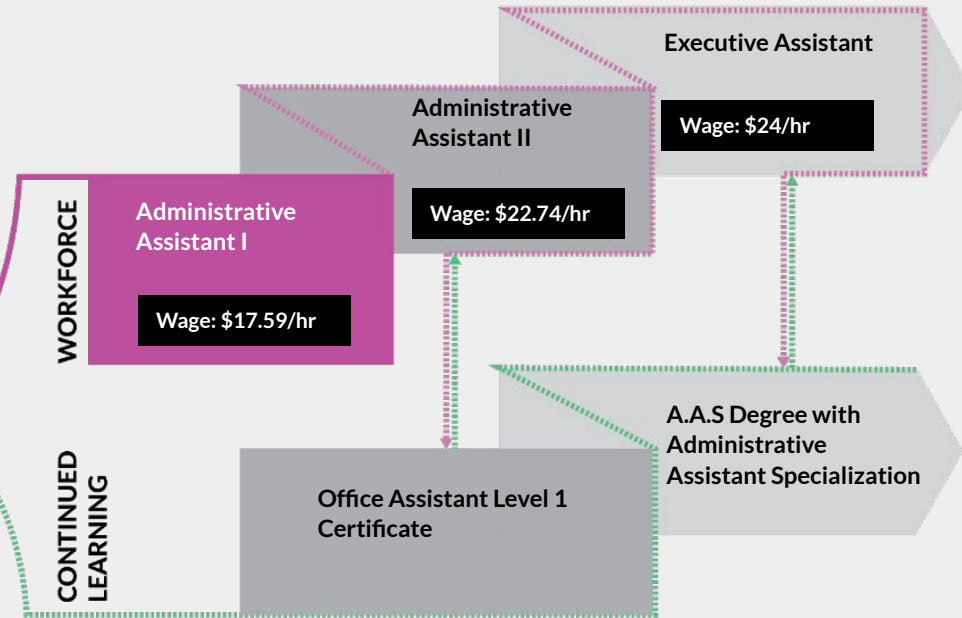 Executive Assistant
Wage: $24/hr
Administrative
Assistant II
Wage: $22.74/hr
WORKFORCE
Administrative
Assistant I
Wage: $17.59/hr
CONTINUED
LEARNING
Office Assistant Level 1
Certificate
A.A.S Degree with
Administrative
Assistant Specialization